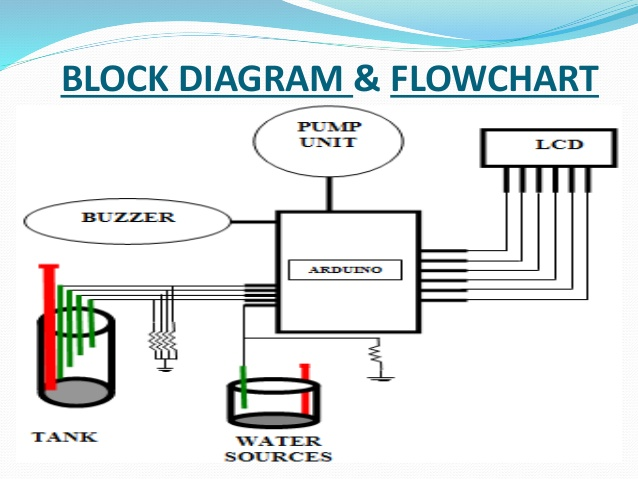 BLOCK DIAGRAM & FLOWCHART
PUMP
UNIT
LCD
BUZZER
ARDUINO
TANK
WATER
SOURCES